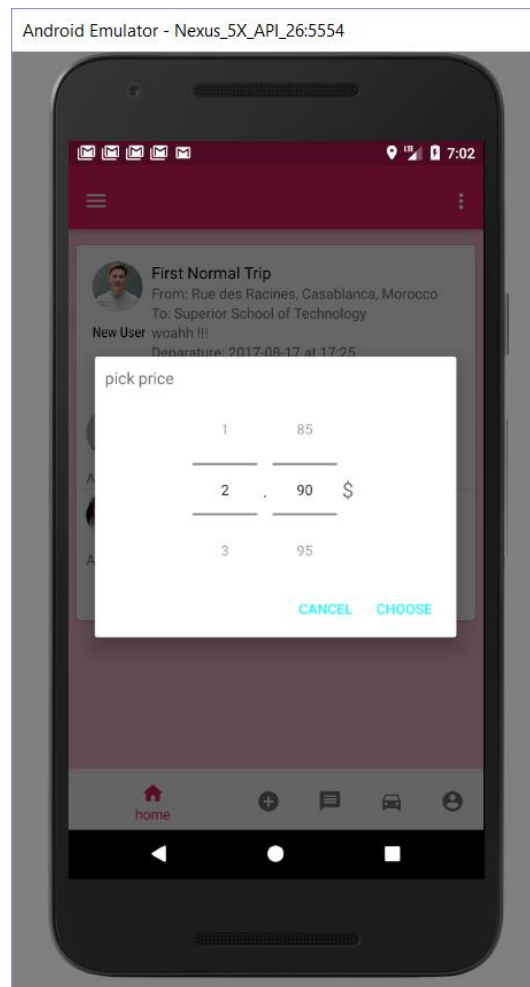 Android Emulator - Nexus_5X_API_26:5554
LTE 7:02
First Normal Trip
From: Rue des Racines, Casablanca, Morocco
To: Superior School of Technology
New User woahh !!!
Deparature: 2017-08-17 at 17:25
pick price
1 85
2 . 90 $
3 95
A
A
CANCEL CHOOSE
home